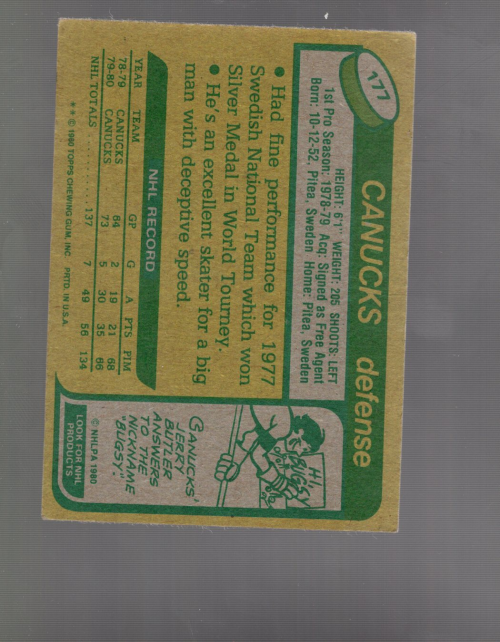 177
CANUCKS defense
HEIGHT: 6'1" WEIGHT: 205 SHOOTS: LEFT
1st Pro Season: 1978-79 Acq: Signed as Free Agent
Born: 10-12-52, Pitea, Sweden Home: Pitea, Sweden
• Had fine performance for 1977
Swedish National Team which won
Silver Medal in World Tourney.
• He's an excellent skater for a big
man with deceptive speed.
NHL RECORD
YEAR TEAM GP G A PTS PIM
78-79 CANUCKS 64 2 19 21 68
79-80 CANUCKS 73 5 30 35 66
NHL TOTALS .......... 137 7 49 56 134
* * © 1980 TOPPS CHEWING GUM, INC. PRTD. IN U.S.A.
HI,
BUGSY
CANUCKS'
JERRY
BUTLER
ANSWERS
TO THE
NICKNAME
"BUGSY".
© NHLPA 1980
LOOK FOR NHL
PRODUCTS